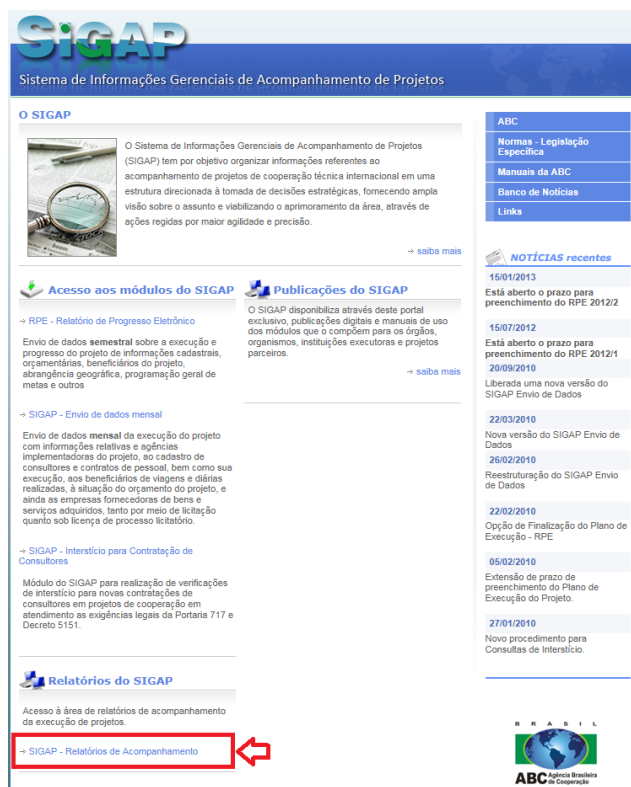 SiGAP
Sistema de Informações Gerenciais de Acompanhamento de Projetos
O SIGAP
O Sistema de Informações Gerenciais de Acompanhamento de Projetos
(SIGAP) tem por objetivo organizar informações referentes ao
acompanhamento de projetos de cooperação técnica internacional em uma
estrutura direcionada à tomada de decisões estratégicas, fornecendo ampla
visão sobre o assunto e viabilizando o aprimoramento da área, através de
ações regidas por maior agilidade e precisão.
→ saiba mais
Acesso aos módulos do SIGAP
→ RPE - Relatório de Progresso Eletrônico
Envio de dados semestral sobre a execução e
progresso do projeto de informações cadastrais,
orçamentárias, beneficiários do projeto,
abrangência geográfica, programação geral de
metas e outros
→ SIGAP - Envio de dados mensal
Envio de dados mensal da execução do projeto
com informações relativas e agências
implementadoras do projeto, ao cadastro de
consultores e contratos de pessoal, bem como sua
execução, aos beneficiários de viagens e diárias
realizadas, à situação do orçamento do projeto, e
ainda as empresas fornecedoras de bens e
serviços adquiridos, tanto por meio de licitação
quanto sob licença de processo licitatório.
→ SIGAP - Interstício para Contratação de
Consultores
Módulo do SIGAP para realização de verificações
de interstício para novas contratações de
consultores em projetos de cooperação em
atendimento as exigências legais da Portaria 717 e
Decreto 5151.
Relatórios do SIGAP
Acesso à área de relatórios de acompanhamento
da execução de projetos.
→ SIGAP - Relatórios de Acompanhamento
Publicações do SIGAP
O SIGAP disponibiliza através deste portal
exclusivo, publicações digitais e manuais de uso
dos módulos que o compõem para os órgãos,
organismos, instituições executoras e projetos
parceiros.
→ saiba mais
ABC
Normas - Legislação
Específica
Manuais da ABC
Banco de Notícias
Links
NOTÍCIAS recentes
15/01/2013
Está aberto o prazo para
preenchimento do RPE 2012/2
15/07/2012
Está aberto o prazo para
preenchimento do RPE 2012/1
20/09/2010
Liberada uma nova versão do
SIGAP Envio de Dados
22/03/2010
Nova versão do SIGAP Envio de
Dados
26/02/2010
Reestruturação do SIGAP Envio
de Dados
22/02/2010
Opção de Finalização do Plano de
Execução - RPE
05/02/2010
Extensão de prazo de
preenchimento do Plano de
Execução do Projeto.
27/01/2010
Novo procedimento para
Consultas de Interstício.
BRASIL
ABC Agência Brasileira
de Cooperação